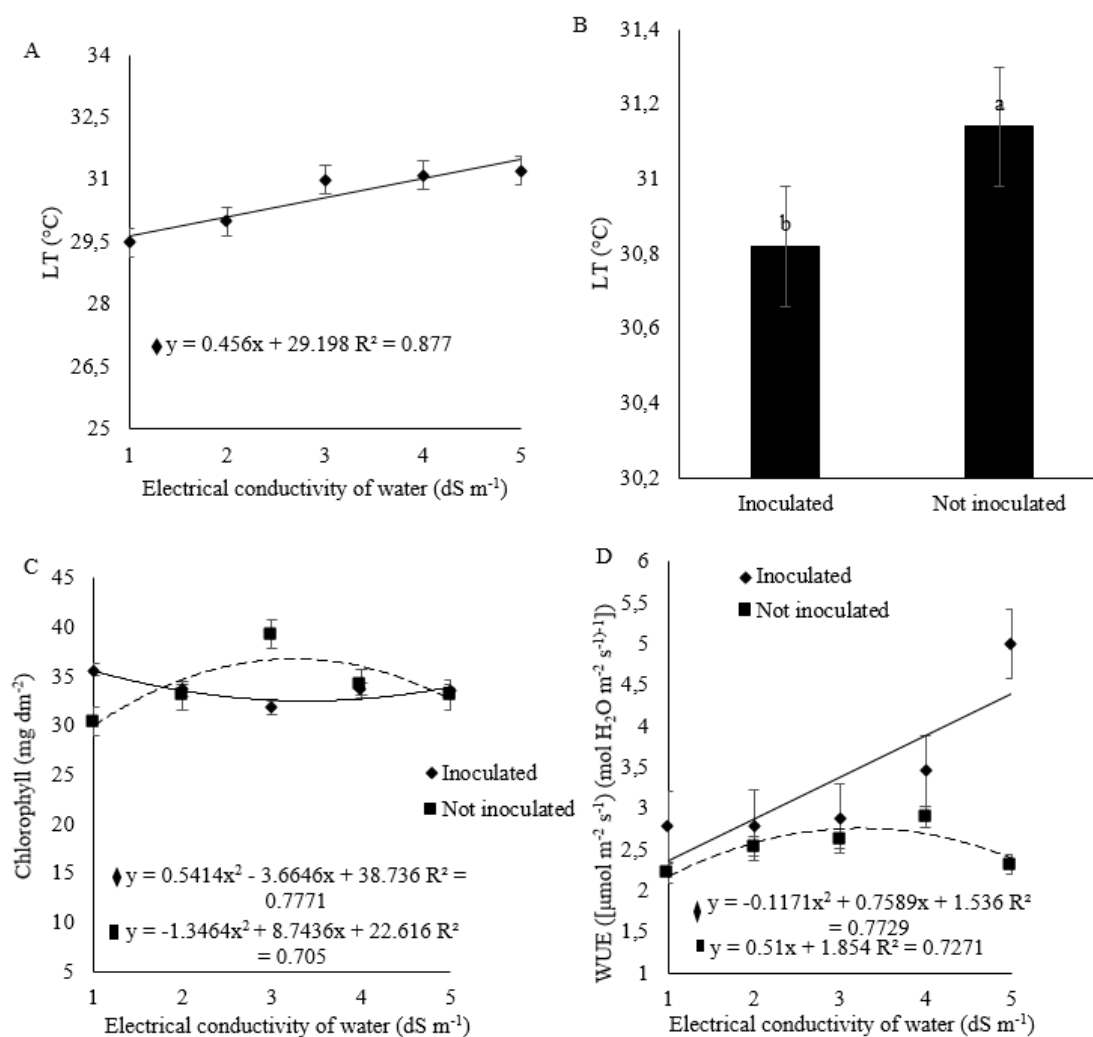 A
34
32,5
31
29,5
28
26,5
25
LT (°C)
y = 0.456x + 29.198 R² = 0.877
1 2 3 4 5
Electrical conductivity of water (dS m⁻¹)
B
31,4
31,2
31
30,8
30,6
30,4
30,2
LT (°C)
b
a
Inoculated Not inoculated
C
45
40
35
30
25
20
15
10
5
Chlorophyll (mg dm⁻²)
Inoculated
Not inoculated
y = 0.5414x² - 3.6646x + 38.736 R² =
0.7771
y = -1.3464x² + 8.7436x + 22.616 R²
= 0.705
1 2 3 4 5
Electrical conductivity of water (dS m⁻¹)
D
6
5,5
5
4,5
4
3,5
3
2,5
2
1,5
1
WUE ([µmol m⁻² s⁻¹) (mol H₂O m⁻² s⁻¹⁾⁻¹])
Inoculated
Not inoculated
y = -0.1171x² + 0.7589x + 1.536 R²
= 0.7729
y = 0.51x + 1.854 R² = 0.7271
1 2 3 4 5
Electrical conductivity of water (dS m⁻¹)